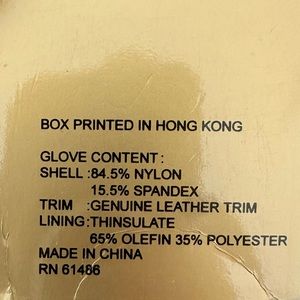 BOX PRINTED IN HONG KONG
GLOVE CONTENT :
SHELL :84.5% NYLON
15.5% SPANDEX
TRIM :GENUINE LEATHER TRIM
LINING:THINSULATE
65% OLEFIN 35% POLYESTER
MADE IN CHINA
RN 61486